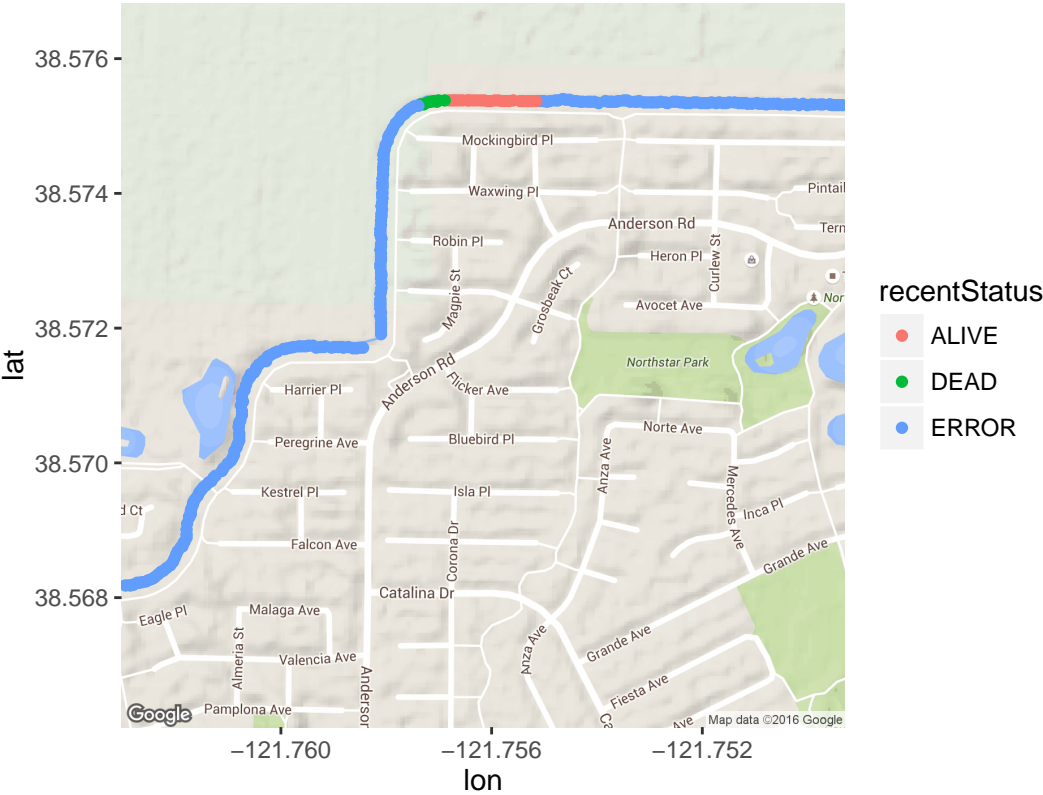 38.576
38.574
38.572
38.570
38.568
lat
−121.760
−121.756
−121.752
lon
Mockingbird Pl
Waxwing Pl
Pintail
Anderson Rd
Tern
Robin Pl
Heron Pl
Curlew St
Magpie St
Grosbeak Ct
Avocet Ave
Nor
Northstar Park
Anderson Rd
Harrier Pl
Flicker Ave
Norte Ave
Peregrine Ave
Bluebird Pl
Anza Ave
Mercedes Ave
Kestrel Pl
Isla Pl
Inca Pl
d Ct
Falcon Ave
Corona Dr
Grande Ave
Catalina Dr
Eagle Pl
Malaga Ave
Almeria St
Valencia Ave
Anza Ave
Grande Ave
Anderson
Fiesta Ave
Pamplona Ave
Ca
Ave
Google
Map data ©2016 Google
recentStatus
ALIVE
DEAD
ERROR